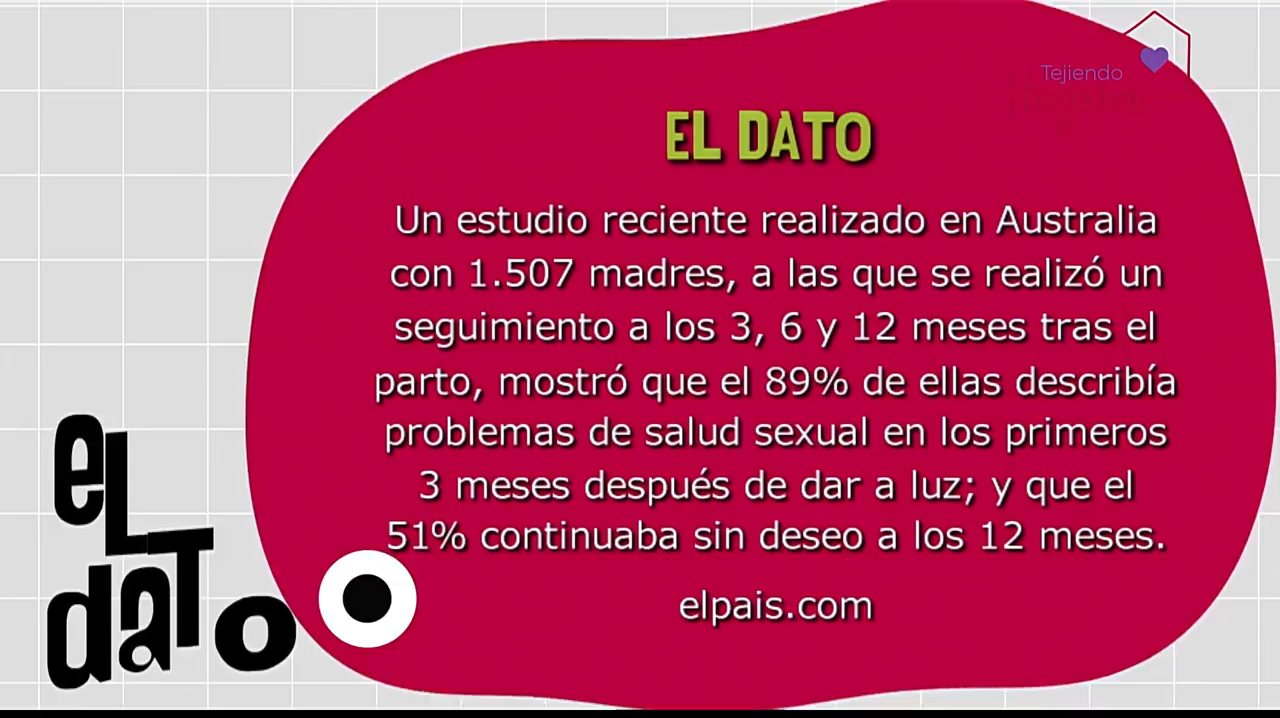 Tejiendo
EL DATO
Un estudio reciente realizado en Australia
con 1.507 madres, a las que se realizó un
seguimiento a los 3, 6 y 12 meses tras el
parto, mostró que el 89% de ellas describía
problemas de salud sexual en los primeros
3 meses después de dar a luz; y que el
51% continuaba sin deseo a los 12 meses.
elpais.com
eL
daTo